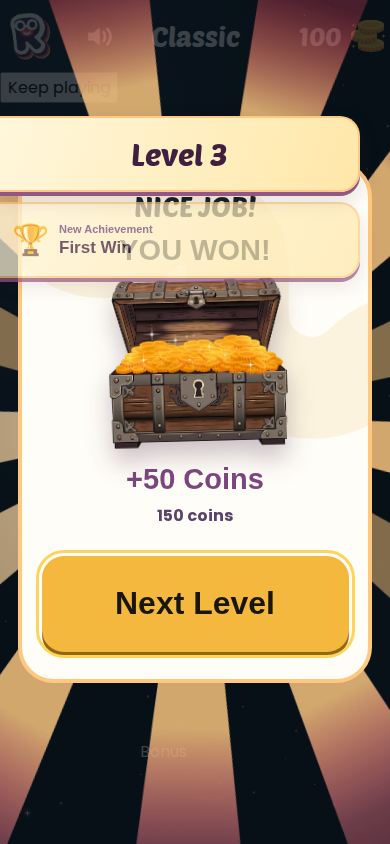 Classic
100
Keep playing
Level 3
NICE JOB!
New Achievement
First Win
YOU WON!
+50 Coins
150 coins
Next Level
Bonus